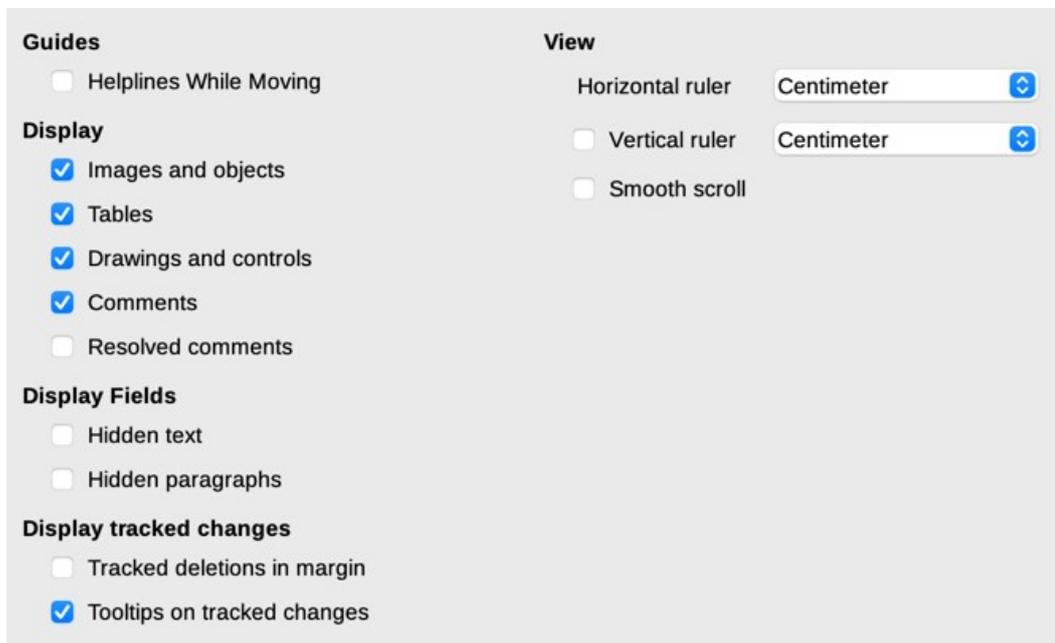 Guides
Helplines While Moving
Display
Images and objects
Tables
Drawings and controls
Comments
Resolved comments
Display Fields
Hidden text
Hidden paragraphs
Display tracked changes
Tracked deletions in margin
Tooltips on tracked changes
View
Horizontal ruler Centimeter
Vertical ruler Centimeter
Smooth scroll